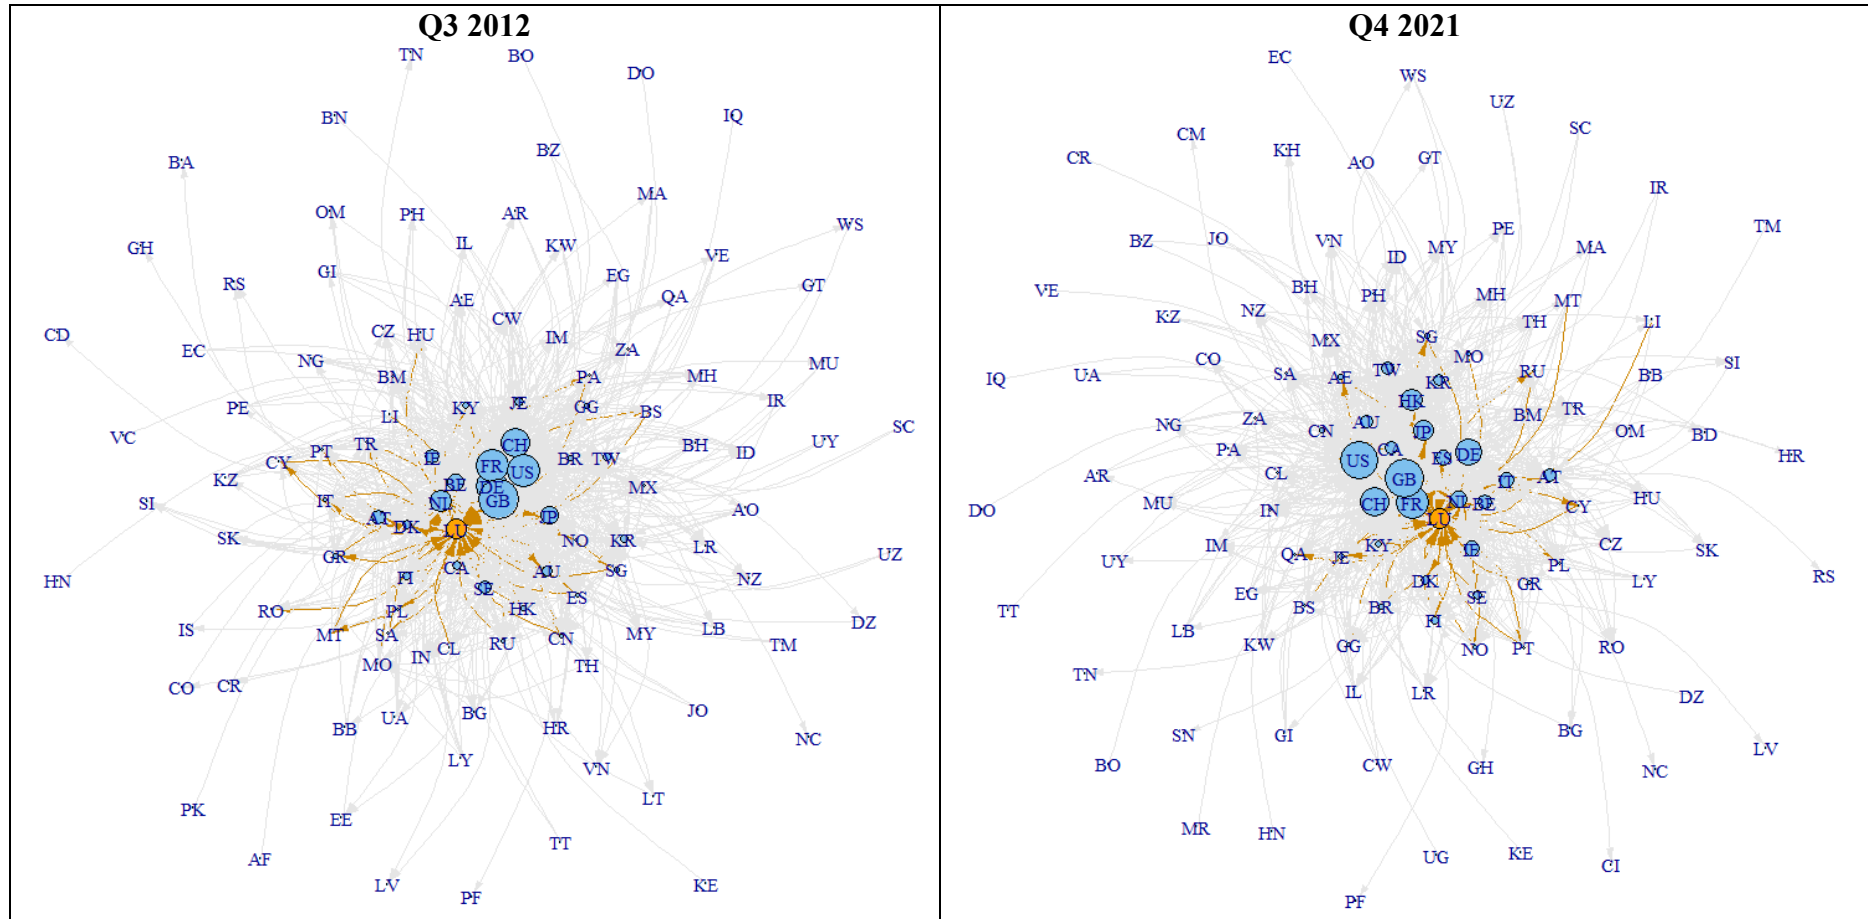 Q3 2012
TN
BO
DO
BN
IQ
BZ
BA
MA
OM
PH
AR
WS
GH
IL
KW
VE
GI
EG
RS
QA
GT
AE
CW
CD
CZ
HU
IM
EC
NG
ZA
MU
BM
PA
MH
PE
KY
JE
GG
IR
LI
BS
VC
TR
CH
SC
PT
BH
UY
CY
IE
FR
US
BR
TW
ID
KZ
BE
DE
MX
SI
IT
NL
GB
AO
AT
DK
LU
JP
SK
NO
KR
LR
UZ
GR
CA
AU
SG
NZ
HN
FI
SE
ES
RO
PL
HK
IS
MT
SA
RU
CN
MY
LB
DZ
MO
IN
CL
TH
TM
CO
CR
BB
UA
BG
HR
JO
NC
LY
VN
LT
PK
EE
TT
AF
LV
PF
KE
Q4 2021
EC
WS
UZ
CM
SC
KH
CR
AO
GT
IR
TM
BZ
JO
VN
PE
MY
MA
ID
VE
BH
PH
MH
MT
KZ
NZ
TH
LI
MX
SG
CO
MO
SI
IQ
UA
SA
AE
TW
KR
RU
BB
HK
NG
ZA
CN
AU
BM
TR
OM
BD
JP
PA
US
CA
ES
DE
HR
AR
CL
GB
IT
AT
MU
IN
CH
FR
NL
BE
CY
HU
DO
LU
IM
QA
JE
KY
IE
CZ
SK
UY
PL
RS
EG
DK
GR
LY
TT
BS
BR
SE
FI
LB
KW
GG
NO
PT
RO
TN
IL
LR
DZ
SN
GI
BG
LV
BO
CW
GH
NC
MR
HN
UG
KE
CI
PF